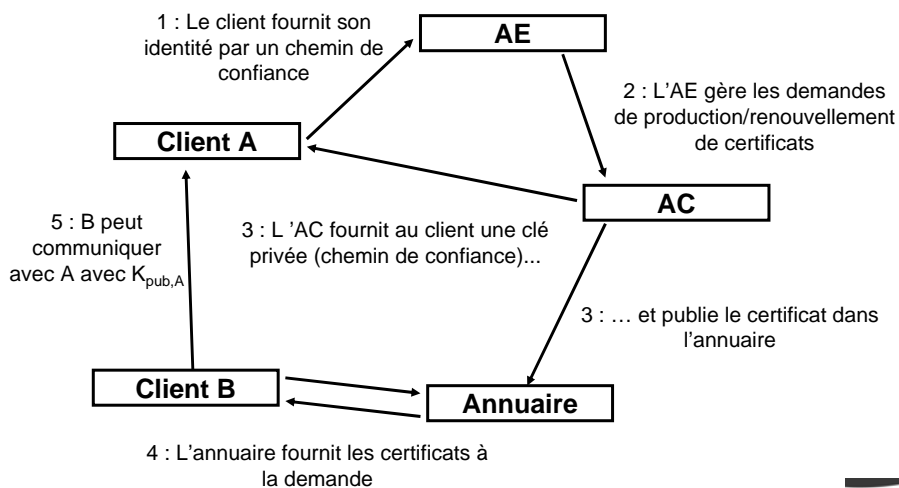 1 : Le client fournit son
identité par un chemin de
confiance
AE
2 : L'AE gère les demandes
de production/renouvellement
de certificats
Client A
AC
5 : B peut
communiquer
avec A avec Kpub,A
3 : L 'AC fournit au client une clé
privée (chemin de confiance)...
3 : … et publie le certificat dans
l'annuaire
Client B
Annuaire
4 : L'annuaire fournit les certificats à
la demande